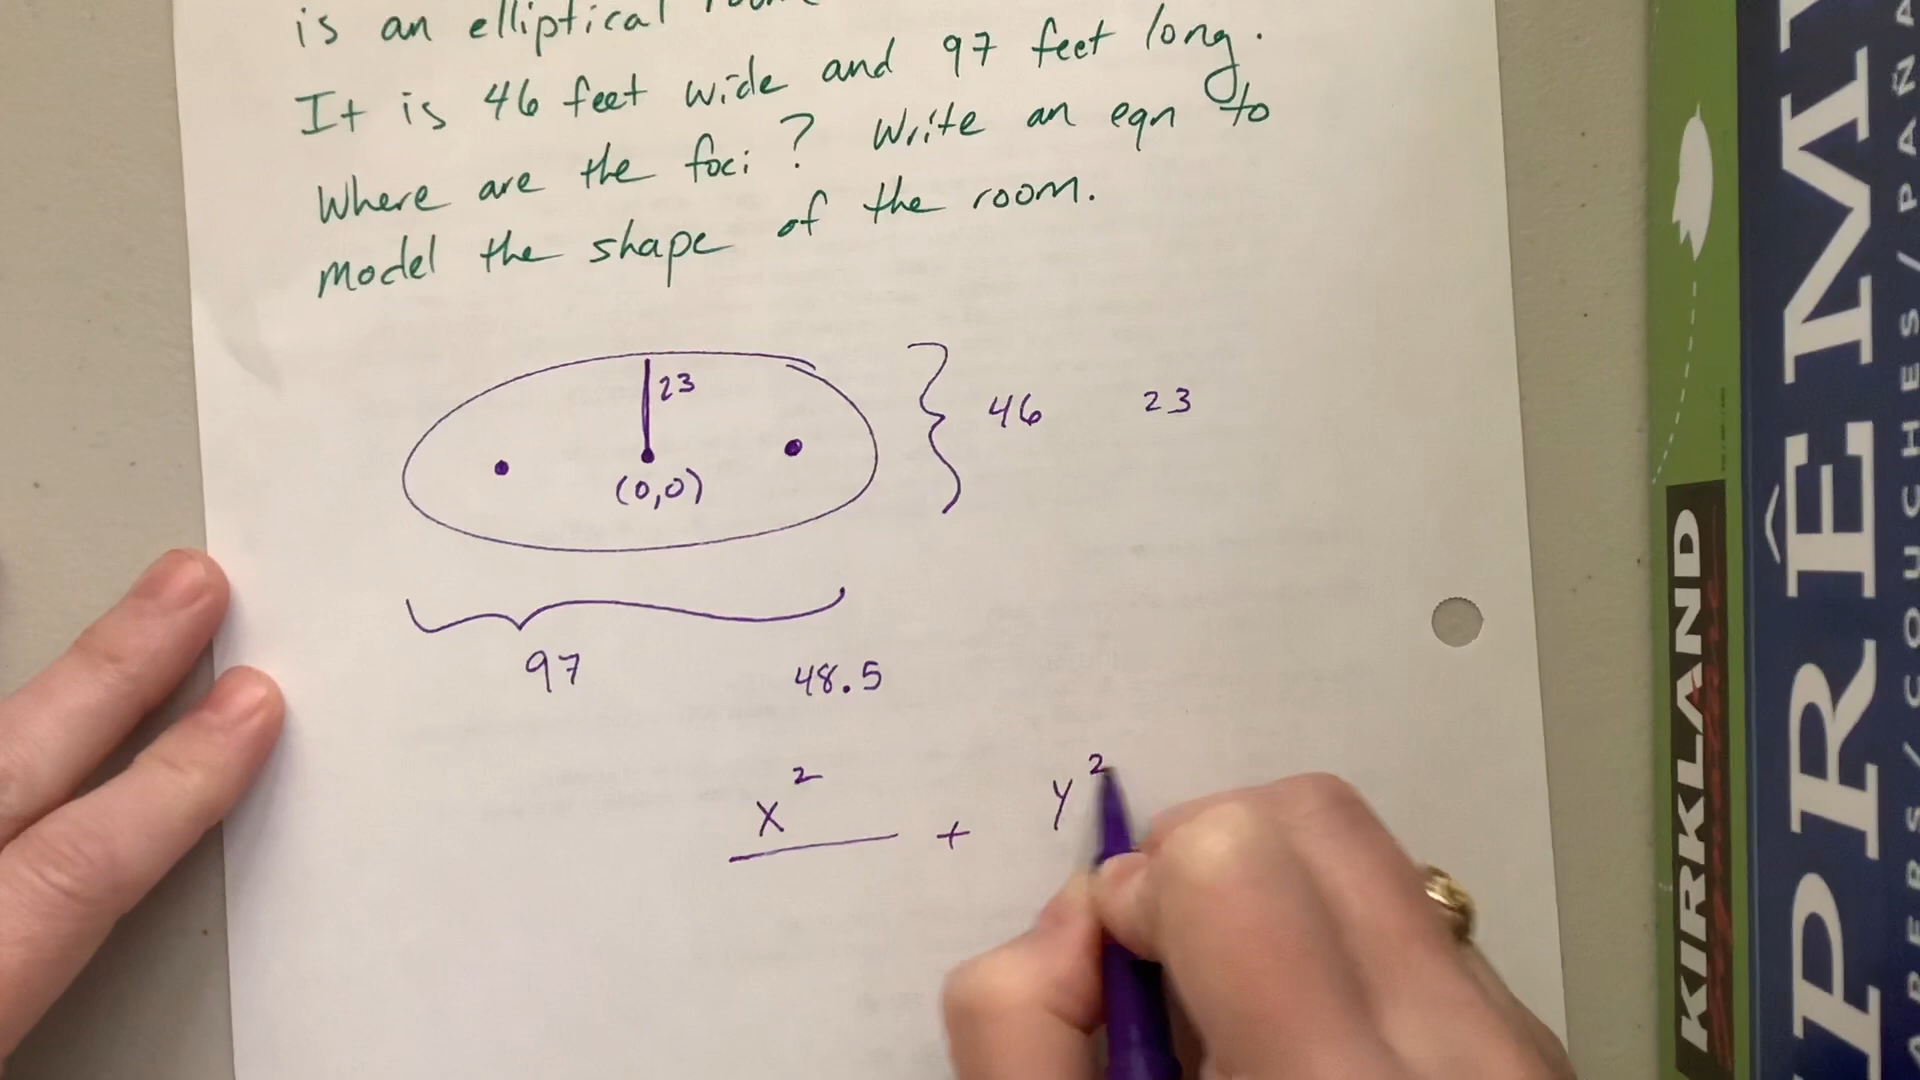 is an elliptical
It is 46 feet wide and 97 feet long.
Where are the foci? Write an eqn to
model the shape of the room.
23
(0,0)
46
23
97
48.5
x²
+
y²
KIRKLAND